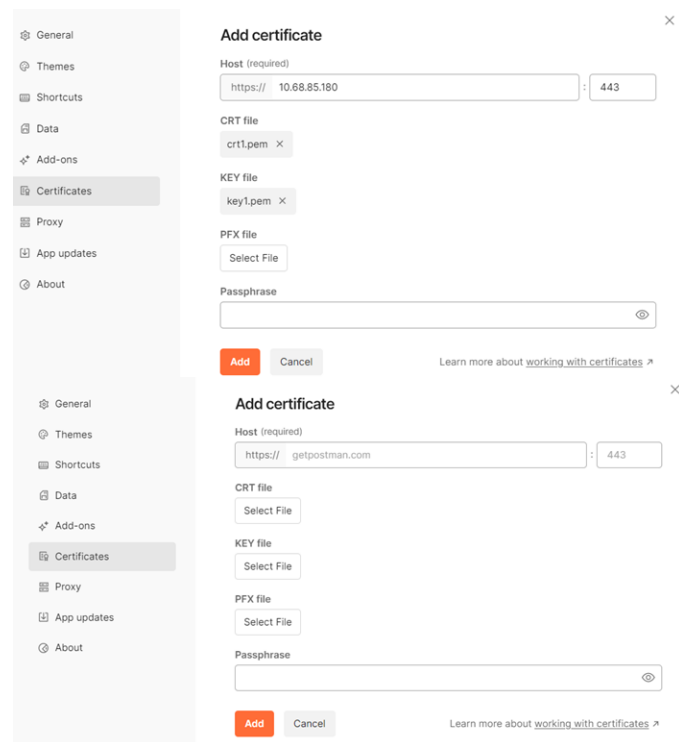 General
Themes
Shortcuts
Data
Add-ons
Certificates
Proxy
App updates
About
Add certificate
Host (required)
https:// 10.68.85.180 : 443
CRT file
crt1.pem ×
KEY file
key1.pem ×
PFX file
Select File
Passphrase
Add Cancel Learn more about working with certificates ↗
General
Themes
Shortcuts
Data
Add-ons
Certificates
Proxy
App updates
About
Add certificate
Host (required)
https:// getpostman.com : 443
CRT file
Select File
KEY file
Select File
PFX file
Select File
Passphrase
Add Cancel Learn more about working with certificates ↗